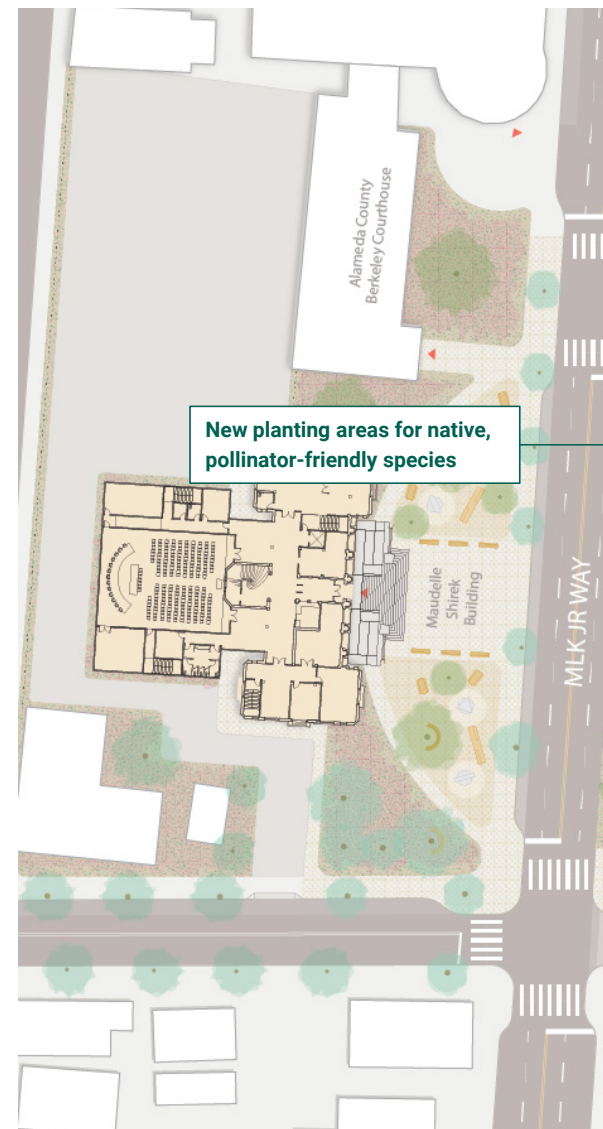 Alameda County
Berkeley Courthouse
New planting areas for native,
pollinator-friendly species
Maudelle
Shirek
Building
MLK JR WAY